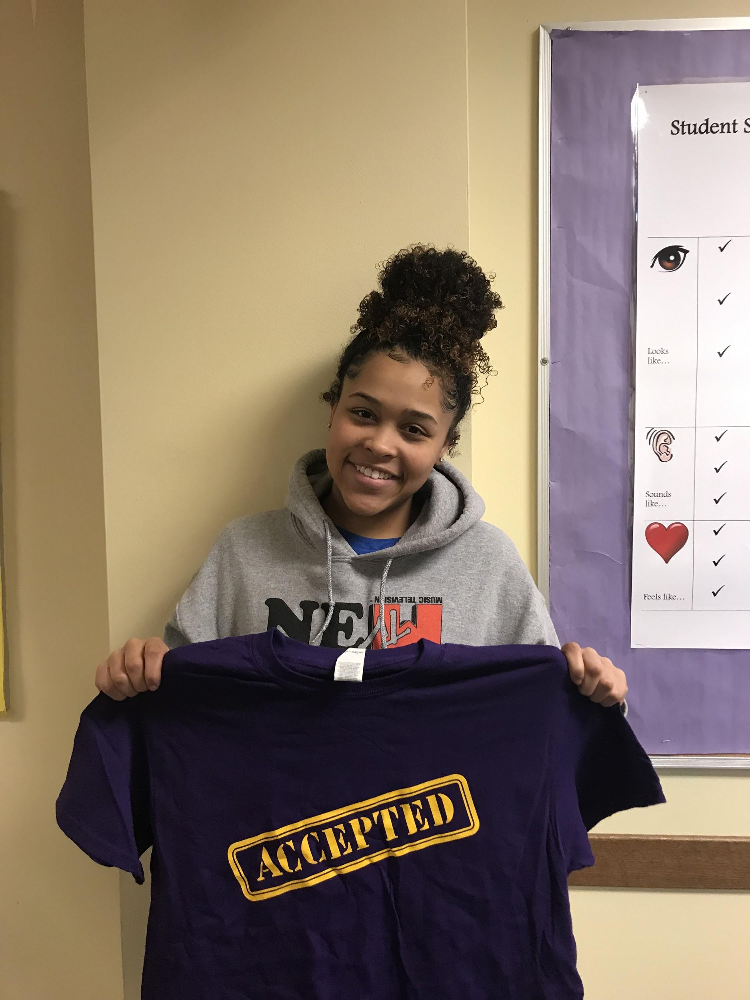 Student
Looks
like...
Sounds
like...
Feels like...
MUSIC TELEVISION
NE
ACCEPTED